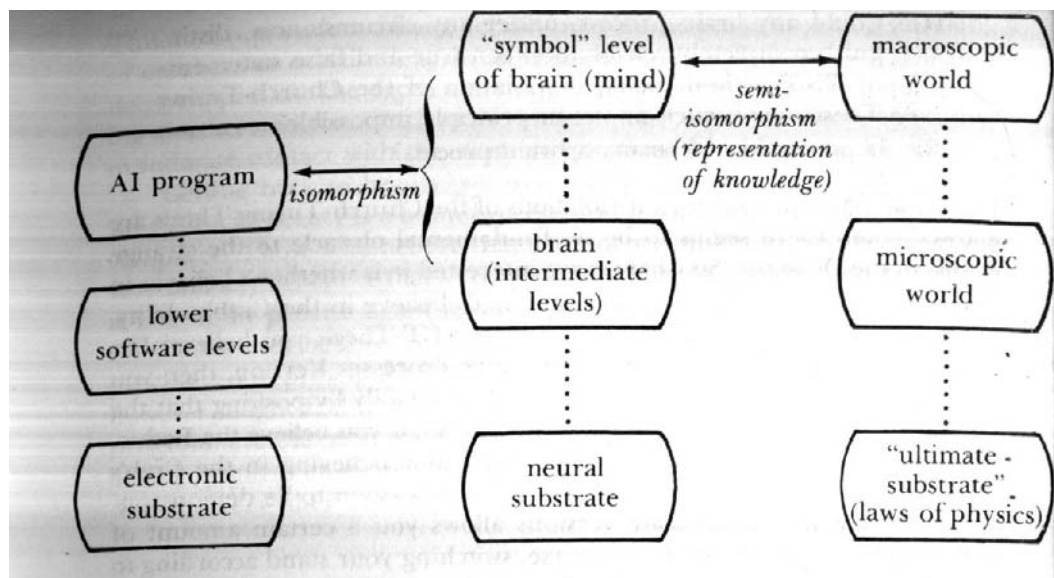 "symbol" level
of brain (mind)
macroscopic
world
semi-
isomorphism
(representation
of knowledge)
AI program
isomorphism
brain
(intermediate
levels)
microscopic
world
lower
software levels
electronic
substrate
neural
substrate
"ultimate
substrate"
(laws of physics)